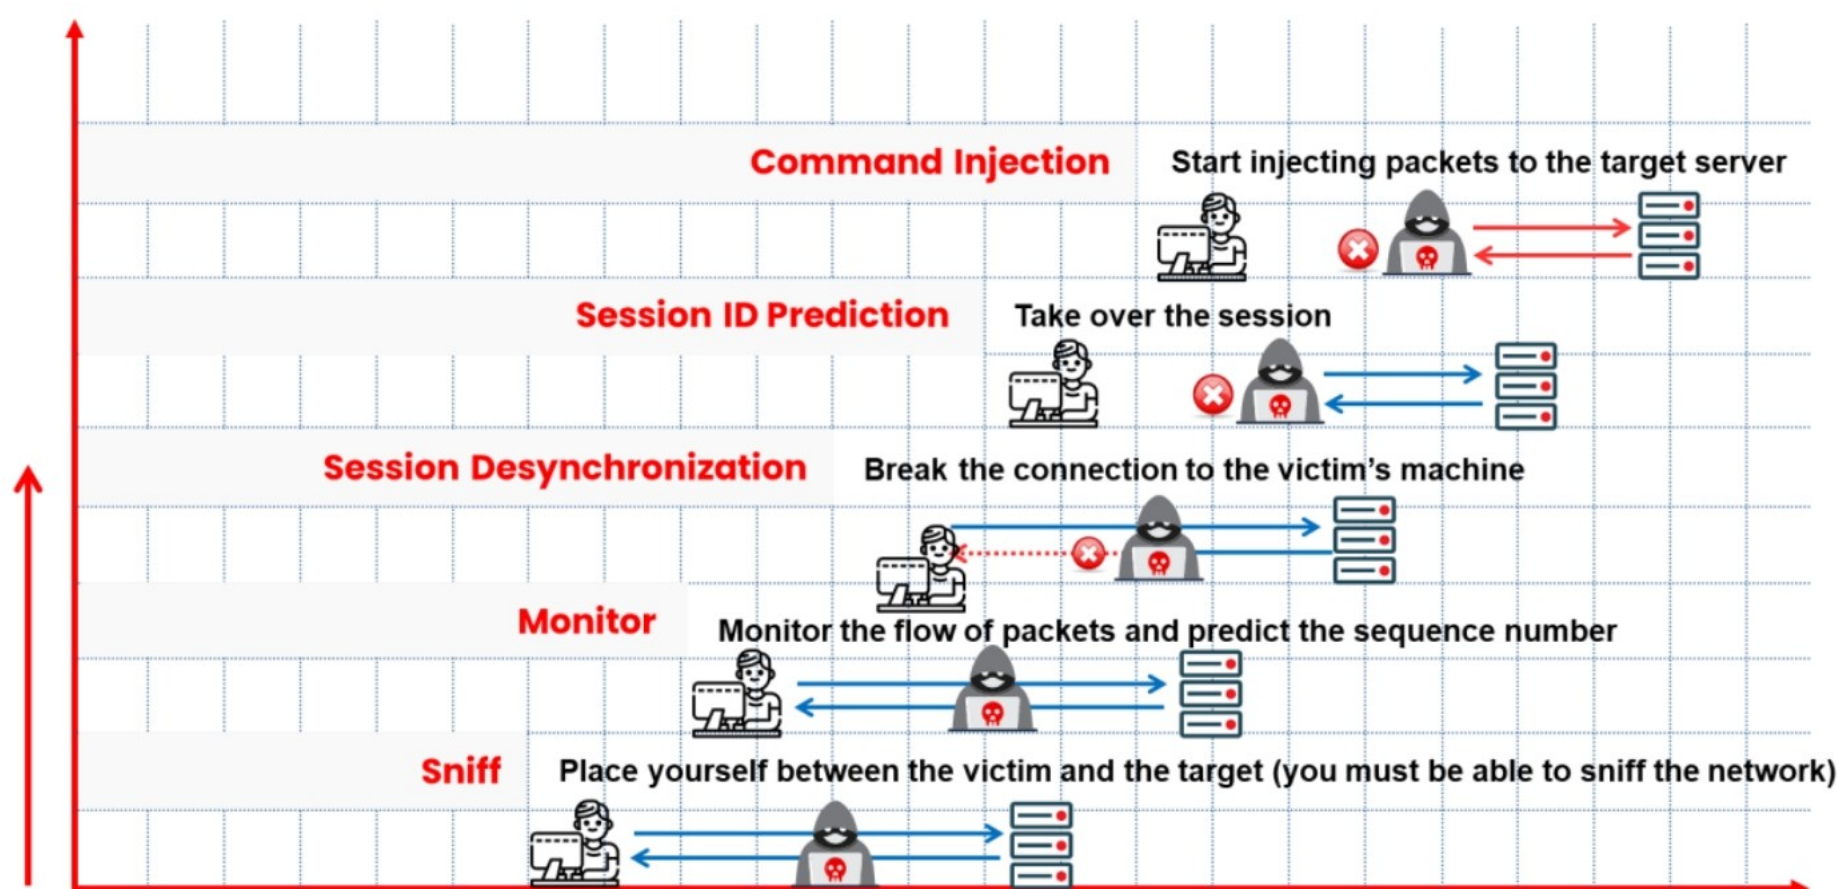 Command Injection
Start injecting packets to the target server
Session ID Prediction
Take over the session
Session Desynchronization
Break the connection to the victim’s machine
Monitor
Monitor the flow of packets and predict the sequence number
Sniff
Place yourself between the victim and the target (you must be able to sniff the network)